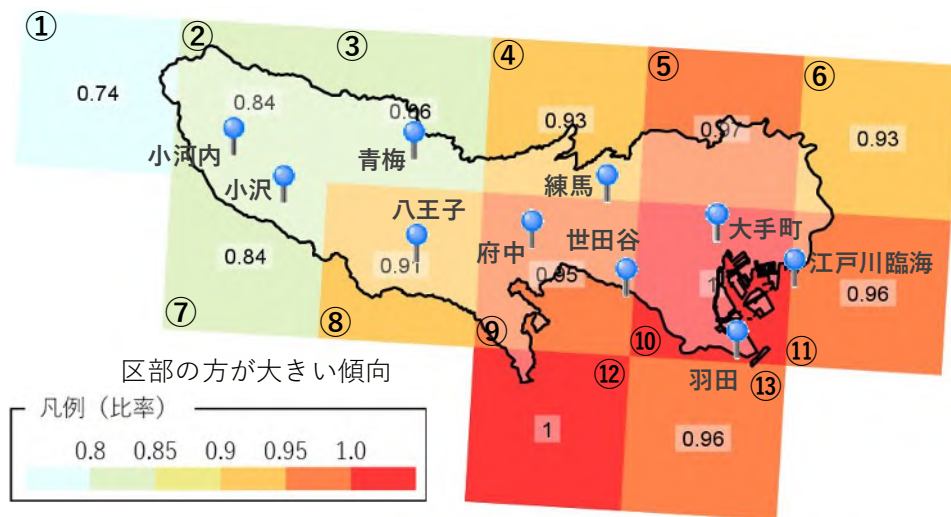 ①
②
③
④
⑤
⑥
0.74
0.84
0.93
0.97
0.93
小河内
青梅
練馬
小沢
八王子
府中
世田谷
大手町
江戸川臨海
0.84
0.91
0.95
1
0.96
⑦
⑧
⑨
⑩
⑪
羽田
区部の方が大きい傾向
⑫
⑬
凡例（比率）
0.8 0.85 0.9 0.95 1.0
1
0.96